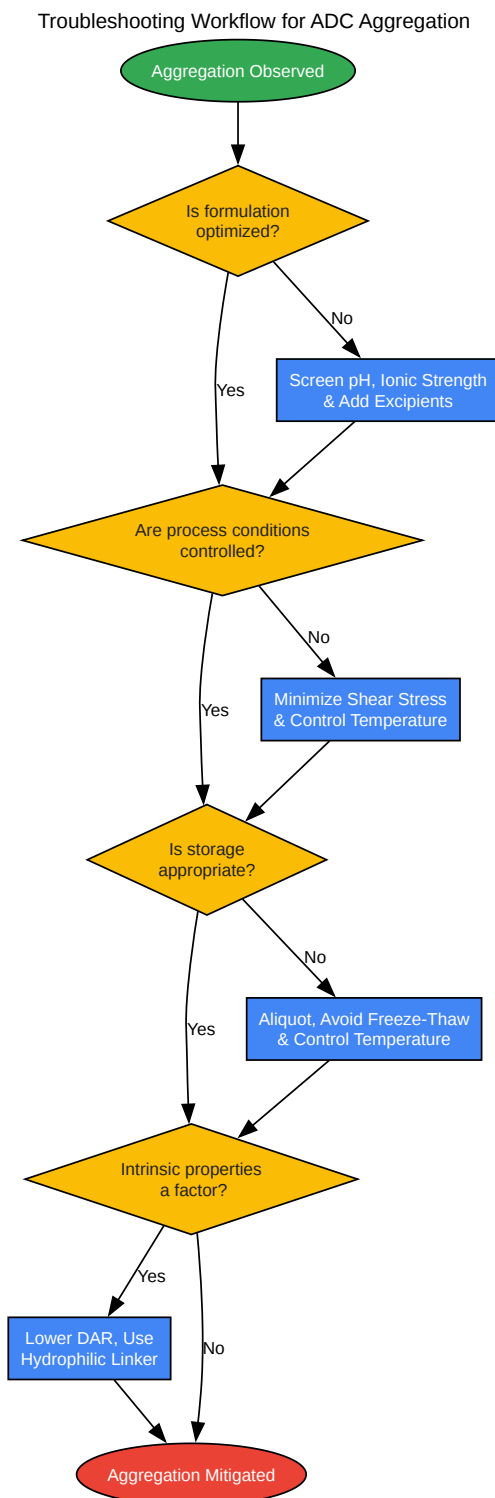 Troubleshooting Workflow for ADC Aggregation
Aggregation Observed
Is formulation
optimized?
No
Screen pH, Ionic Strength
& Add Excipients
Yes
Are process conditions
controlled?
No
Minimize Shear Stress
& Control Temperature
Yes
Is storage
appropriate?
No
Aliquot, Avoid Freeze-Thaw
& Control Temperature
Yes
Intrinsic properties
a factor?
Yes
Lower DAR, Use
Hydrophilic Linker
No
Aggregation Mitigated